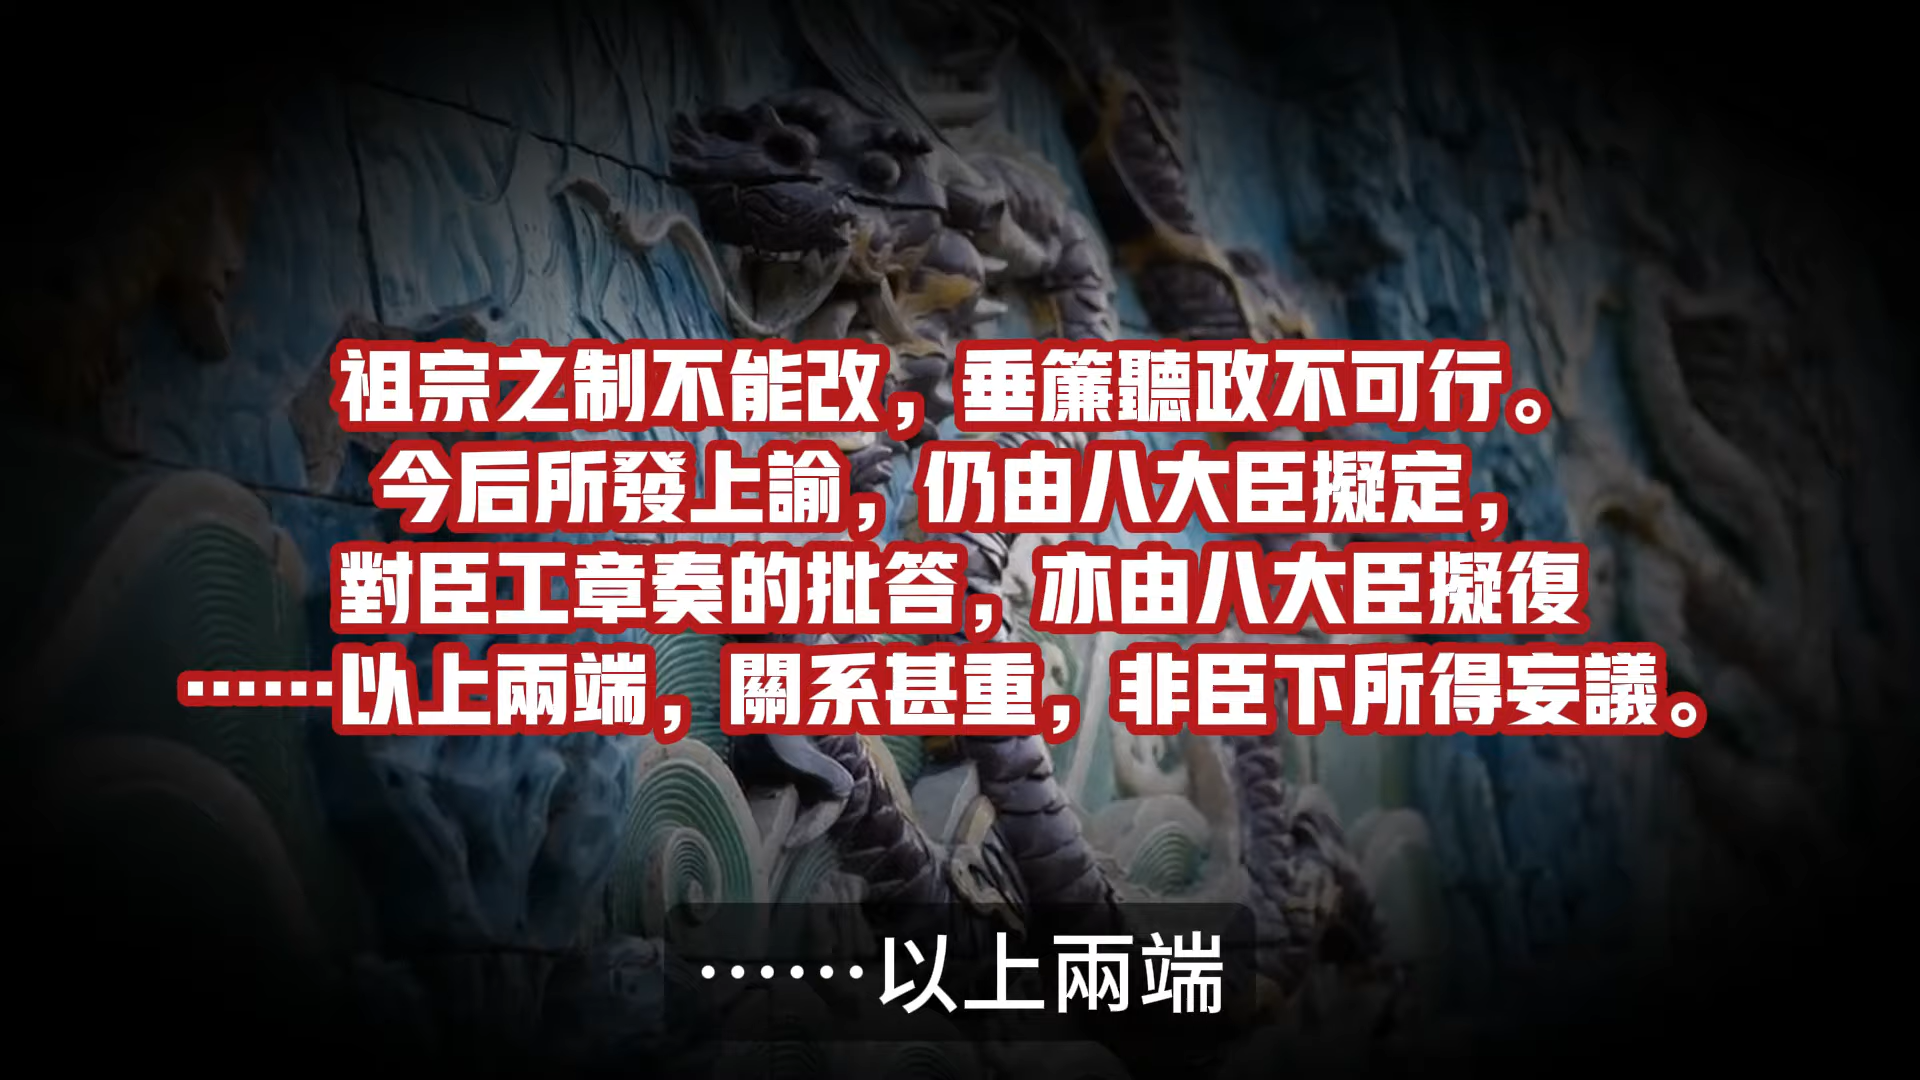 祖宗之制不能改，垂簾聽政不可行。
今后所發上諭，仍由八大臣擬定，
對臣工章奏的批答，亦由八大臣擬復
……以上兩端，關系甚重，非臣下所得妄議。
……以上兩端